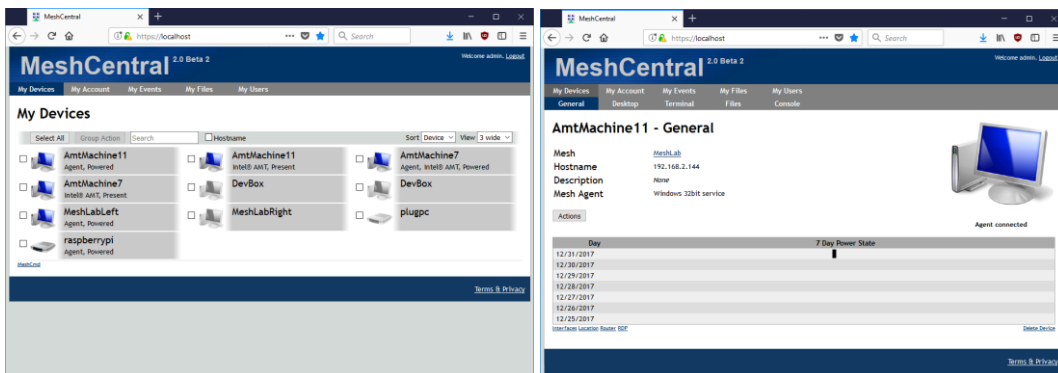 MeshCentral
https://localhost
Search
MeshCentral 2.0 Beta 2
Welcome admin. Logout
My Devices My Account My Events My Files My Users
My Devices
Select All Group Action Search Hostname Sort Device View 3 wide
AmtMachine11 AmtMachine11 AmtMachine7
Agent, Powered Intel® AMT, Present Agent, Intel® AMT, Powered
AmtMachine7 DevBox DevBox
Intel® AMT, Present
MeshLabLeft MeshLabRight plugpc
Agent, Powered
raspberrypi
Agent, Powered
MeshCmd
Terms & Privacy
MeshCentral
https://localhost
Search
MeshCentral 2.0 Beta 2
Welcome admin. Logout
My Devices My Account My Events My Files My Users
General Desktop Terminal Files Console
AmtMachine11 - General
Mesh MeshLab
Hostname 192.168.2.144
Description None
Mesh Agent Windows 32bit service
Actions
Agent connected
Day 7 Day Power State
12/31/2017
12/30/2017
12/29/2017
12/28/2017
12/27/2017
12/26/2017
12/25/2017
Interfaces Location Router RDP Delete Device
Terms & Privacy